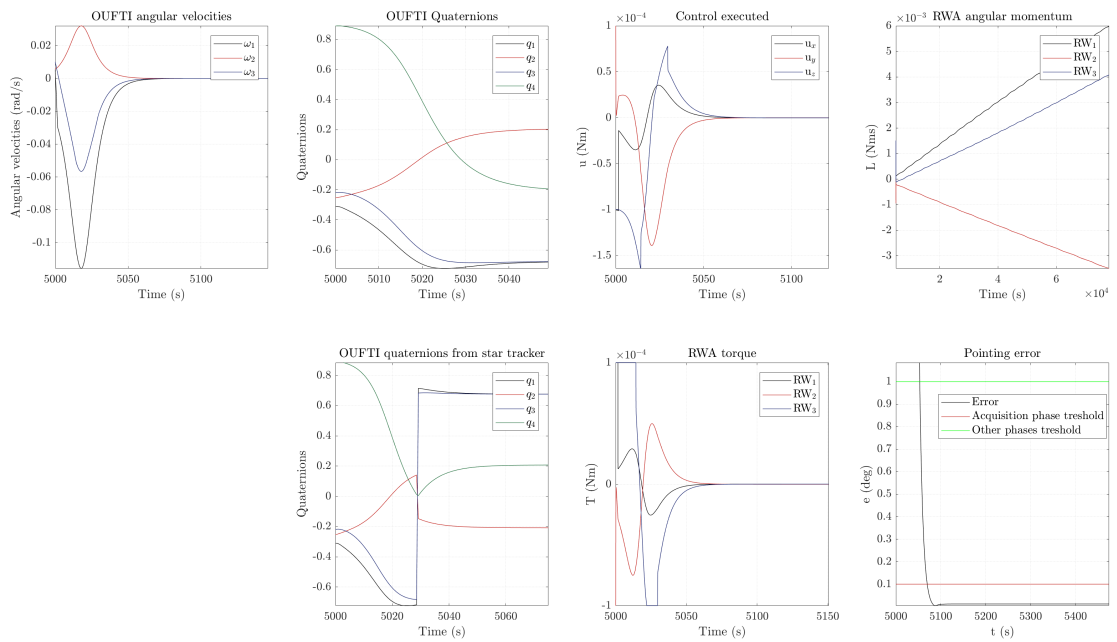 OUFTI angular velocities
Angular velocities (rad/s)
0.02
0
-0.02
-0.04
-0.06
-0.08
-0.1
ω1
ω2
ω3
5000
5050
5100
Time (s)
OUFTI Quaternions
Quaternions
0.8
0.6
0.4
0.2
0
-0.2
-0.4
-0.6
q1
q2
q3
q4
5000
5020
5030
5040
Time (s)
Control executed
×10⁻⁴
u (Nm)
1
0.5
0
-0.5
-1
-1.5
ux
uy
uz
5000
5050
5100
Time (s)
RWA angular momentum
×10⁻³
L (Nms)
6
5
4
3
2
1
0
-1
-2
-3
RW1
RW2
RW3
2
4
6
×10⁴
Time (s)
OUFTI quaternions from star tracker
Quaternions
0.8
0.6
0.4
0.2
0
-0.2
-0.4
-0.6
q1
q2
q3
q4
5000
5020
5040
5060
Time (s)
RWA torque
×10⁻⁴
T (Nm)
1
0
-1
RW1
RW2
RW3
5000
5050
5100
5150
Time (s)
Pointing error
e (deg)
1
0.9
0.8
0.7
0.6
0.5
0.4
0.3
0.2
0.1
Error
Acquisition phase treshold
Other phases treshold
5000
5100
5200
5300
5400
t (s)